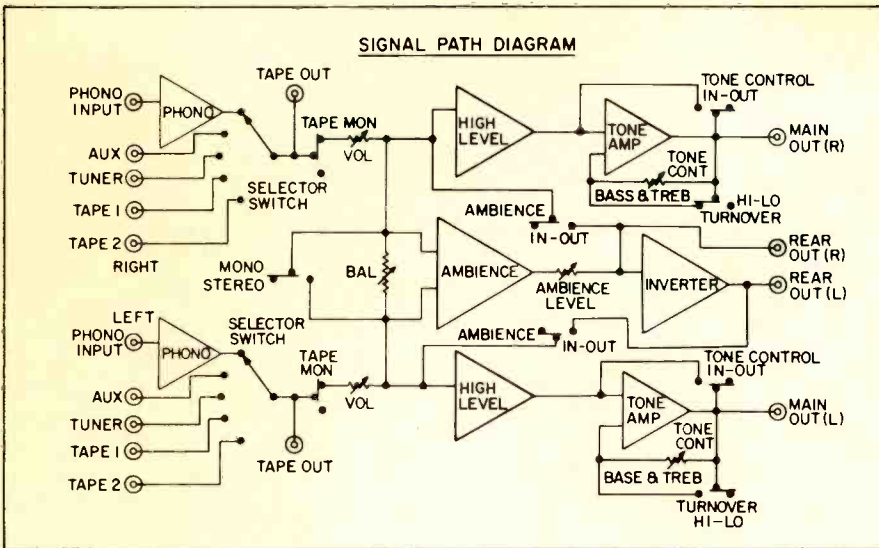 SIGNAL PATH DIAGRAM
PHONO
INPUT
PHONO
TAPE OUT
TAPE MON
VOL
AUX
TUNER
TAPE 1
TAPE 2
RIGHT
SELECTOR
SWITCH
HIGH
LEVEL
TONE
AMP
TONE CONTROL
IN-OUT
MAIN
OUT (R)
TONE
CONT
BASS & TREB
HI-LO
TURNOVER
MONO
STEREO
BAL
AMBIENCE
AMBIENCE
IN-OUT
AMBIENCE
LEVEL
INVERTER
REAR
OUT (R)
REAR
OUT (L)
LEFT
PHONO
INPUT
PHONO
SELECTOR
SWITCH
TAPE
MON
VOL
AMBIENCE
IN-OUT
AUX
TUNER
TAPE 1
TAPE 2
TAPE OUT
HIGH
LEVEL
TONE
AMP
TONE CONTROL
IN-OUT
MAIN
OUT (L)
TONE
CONT
BASE & TREB
TURNOVER
HI-LO